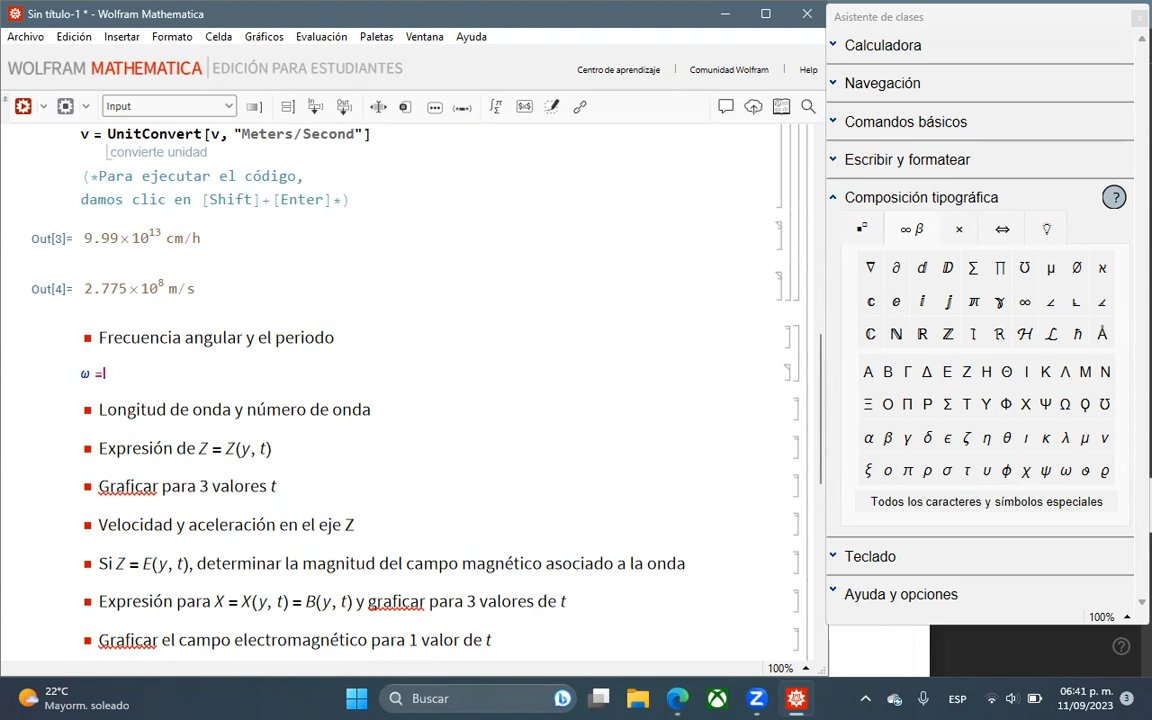 Sin título-1 * - Wolfram Mathematica
Archivo Edición Insertar Formato Celda Gráficos Evaluación Paletas Ventana Ayuda
WOLFRAM MATHEMATICA | EDICIÓN PARA ESTUDIANTES
Centro de aprendizaje | Comunidad Wolfram | Help
Input
v = UnitConvert[v, "Meters/Second"]
convierte unidad
(*Para ejecutar el código,
damos clic en [Shift]+[Enter]*)
Out[3]= 9.99×10^13 cm/h
Out[4]= 2.775×10^8 m/s
Frecuencia angular y el periodo
ω =
Longitud de onda y número de onda
Expresión de Z = Z(y, t)
Graficar para 3 valores t
Velocidad y aceleración en el eje Z
Si Z = E(y, t), determinar la magnitud del campo magnético asociado a la onda
Expresión para X = X(y, t) = B(y, t) y graficar para 3 valores de t
Graficar el campo electromagnético para 1 valor de t
100%
Asistente de clases
Calculadora
Navegación
Comandos básicos
Escribir y formatear
Composición tipográfica
?
∞ β × ⇔
∇ ∂ ⅆ ⅅ ∑ ∏ ℧ μ Ø ℵ
ⅇ ⅈ ⅉ π ∞
ℂ ℕ ℝ ℤ ℋ ℒ ℏ Å
Α Β Γ Δ Ε Ζ Η Θ Ι Κ Λ Μ Ν
Ξ Ο Π Ρ Σ Τ Υ Φ Χ Ψ Ω Ϙ ℧
α β γ δ ϵ ζ η θ ι κ λ μ ν
ξ ο π ρ σ τ υ ϕ χ ψ ω ϑ ϱ
Todos los caracteres y símbolos especiales
Teclado
Ayuda y opciones
100%
22°C
Mayorm. soleado
Buscar
ESP
06:41 p. m.
11/09/2023
3